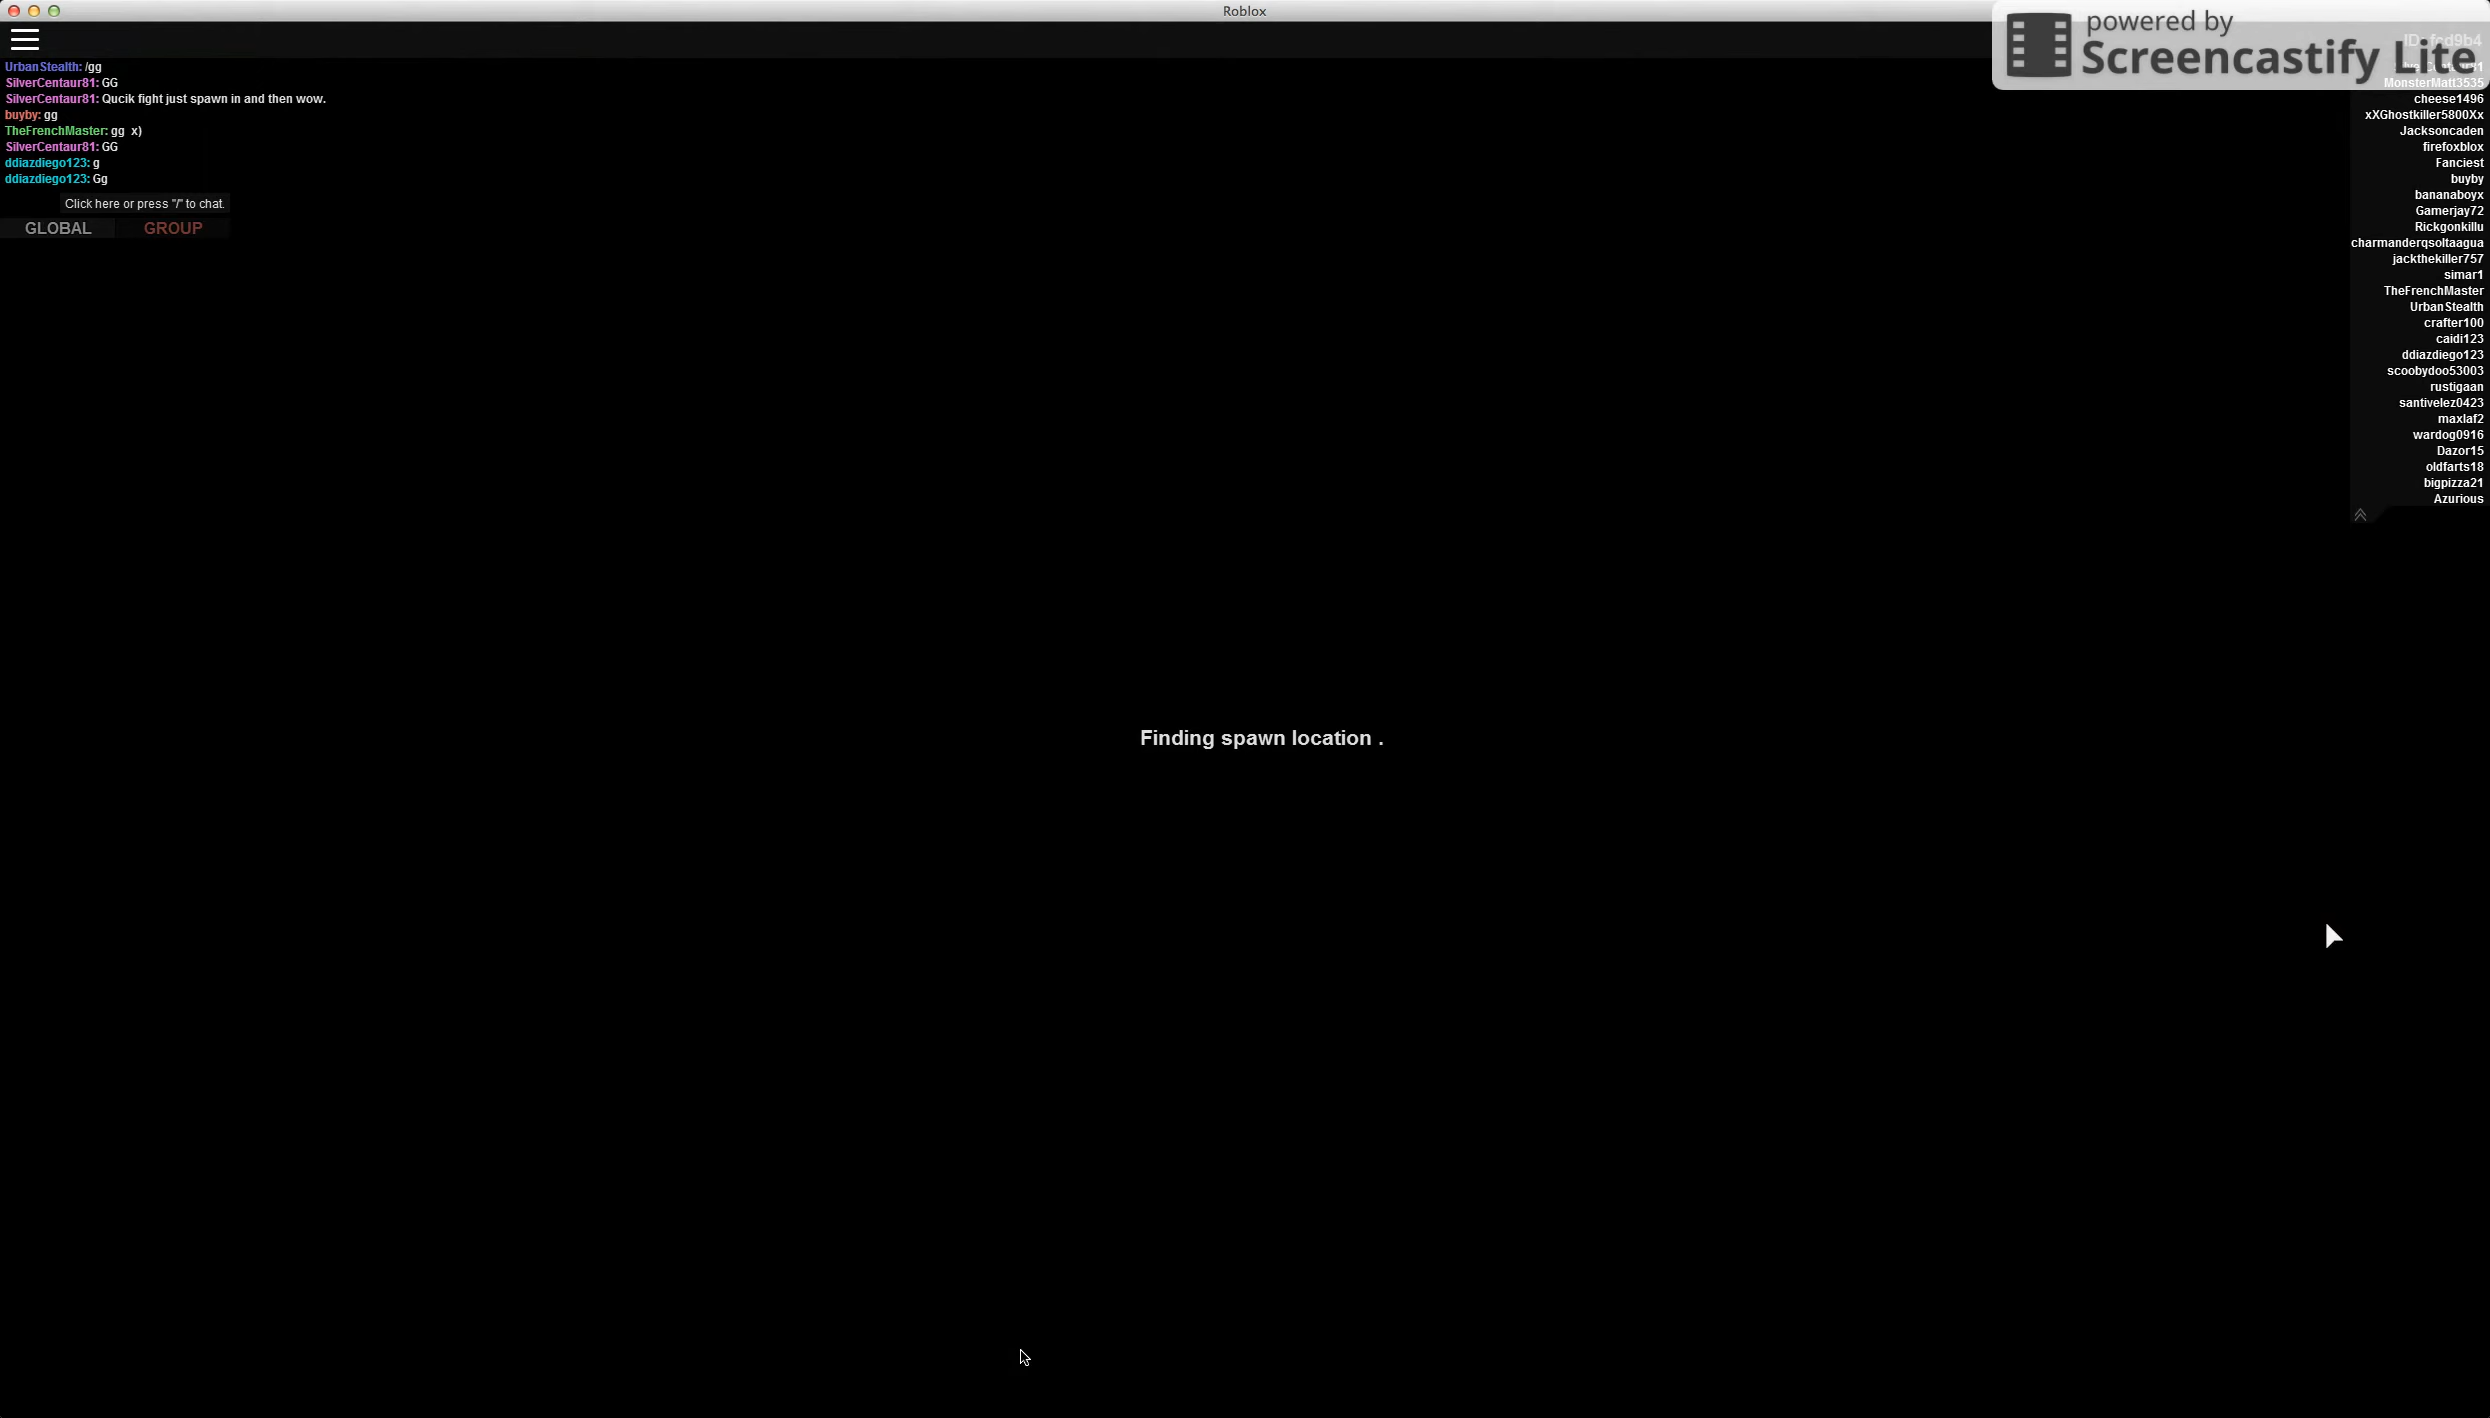 Roblox
powered by
Screencastify Lite
ID: fcd9b4
UrbanStealth: /gg
SilverCentaur81: GG
SilverCentaur81: Qucik fight just spawn in and then wow.
buyby: gg
TheFrenchMaster: gg  x)
SilverCentaur81: GG
ddiazdiego123: g
ddiazdiego123: Gg
Click here or press "/" to chat.
GLOBAL
GROUP
SilverCentaur81
MonsterMatt3535
cheese1496
xXGhostkiller5800Xx
Jacksoncaden
firefoxblox
Fanciest
buyby
bananaboyx
Gamerjay72
Rickgonkillu
charmanderqsoltaagua
jackthekiller757
simar1
TheFrenchMaster
UrbanStealth
crafter100
caidi123
ddiazdiego123
scoobydoo53003
rustigaan
santivelez0423
maxlaf2
wardog0916
Dazor15
oldfarts18
bigpizza21
Azurious
Finding spawn location .